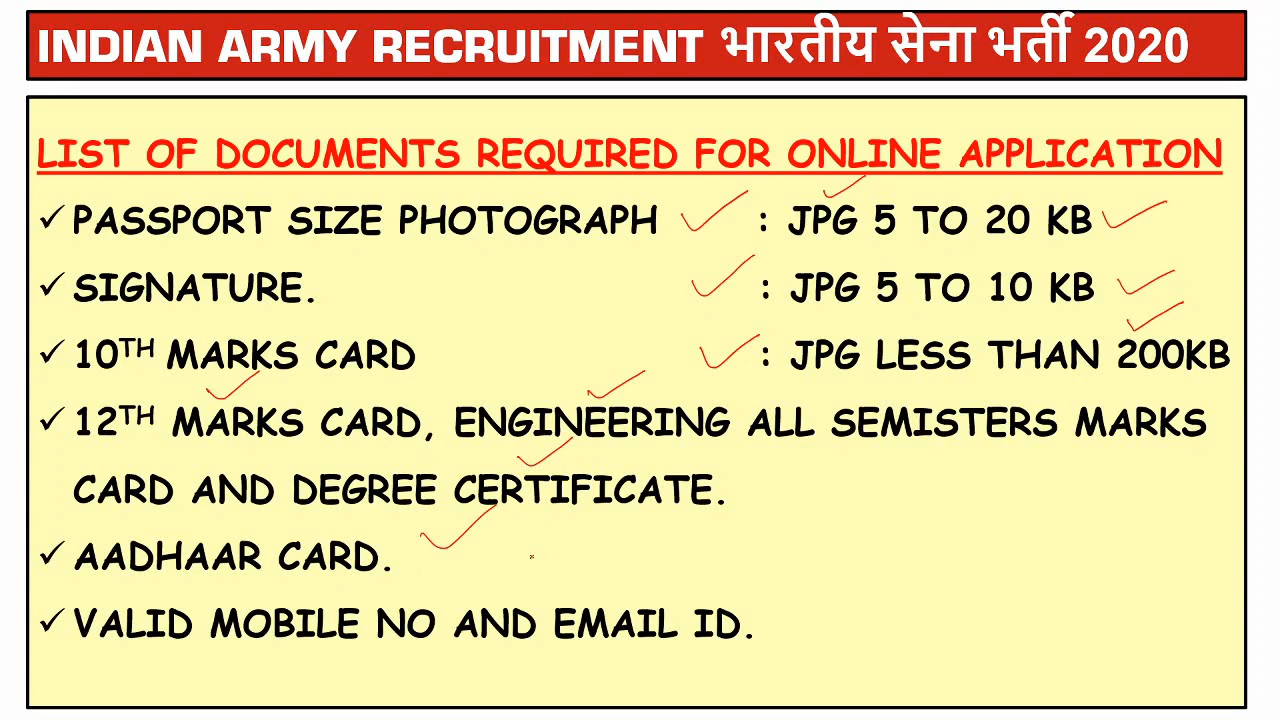 INDIAN ARMY RECRUITMENT भारतीय सेना भर्ती 2020
LIST OF DOCUMENTS REQUIRED FOR ONLINE APPLICATION
✓ PASSPORT SIZE PHOTOGRAPH : JPG 5 TO 20 KB
✓ SIGNATURE. : JPG 5 TO 10 KB
✓ 10TH MARKS CARD : JPG LESS THAN 200KB
✓ 12TH MARKS CARD, ENGINEERING ALL SEMISTERS MARKS
CARD AND DEGREE CERTIFICATE.
✓ AADHAAR CARD.
✓ VALID MOBILE NO AND EMAIL ID.